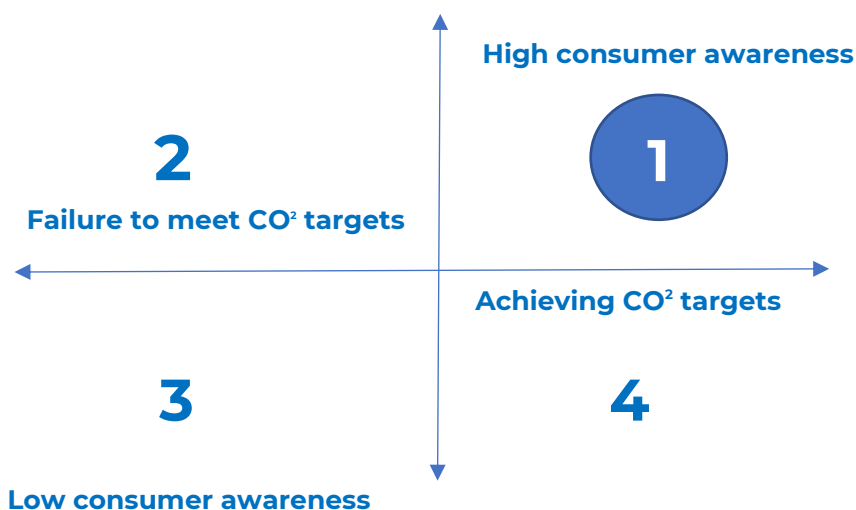 High consumer awareness
2
1
Failure to meet CO² targets
Achieving CO² targets
3
4
Low consumer awareness